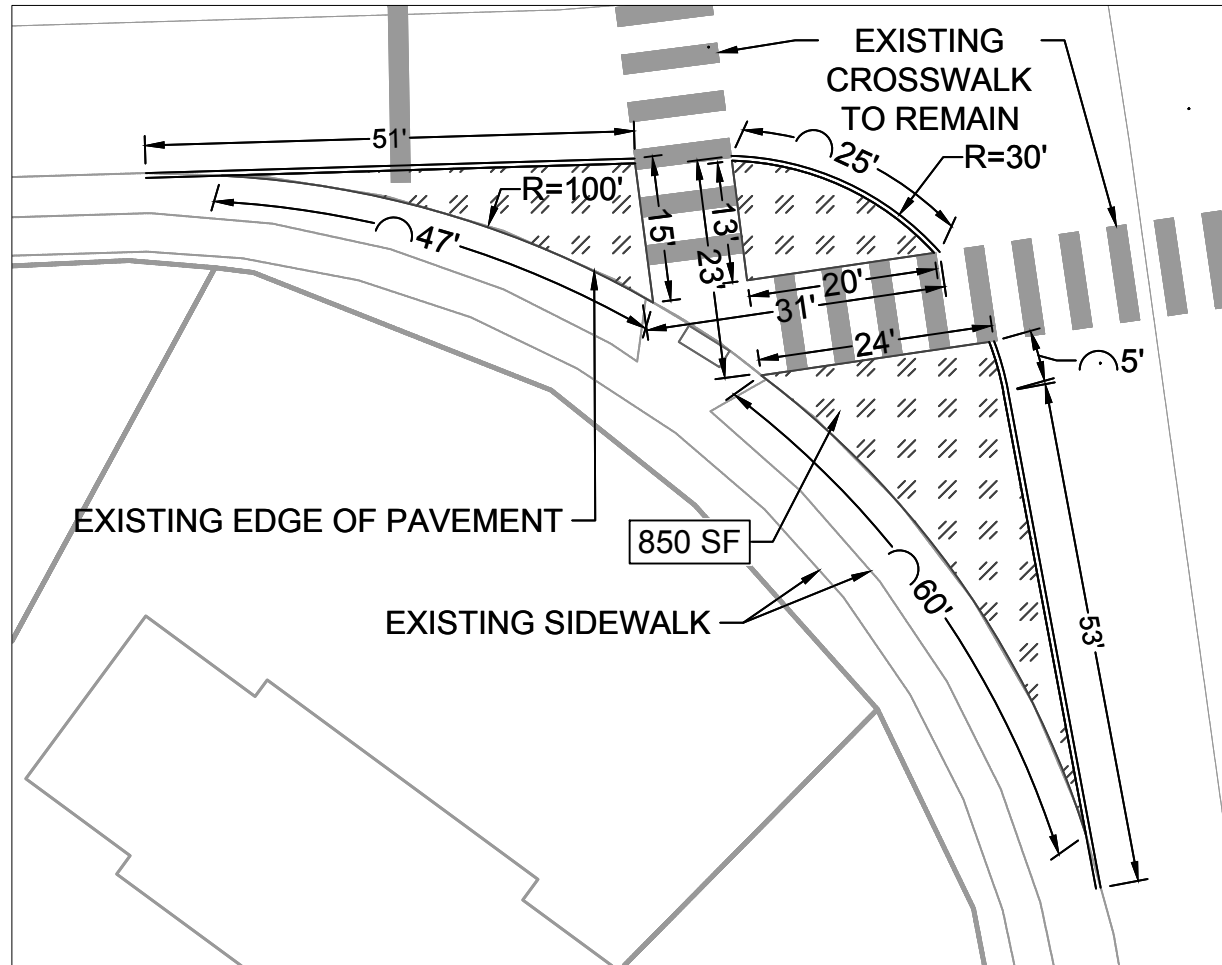 EXISTING
CROSSWALK
TO REMAIN
51'
25'
R=30'
R=100'
15'
13'
47'
23'
20'
31'
24'
5'
EXISTING EDGE OF PAVEMENT
850 SF
60'
EXISTING SIDEWALK
53'